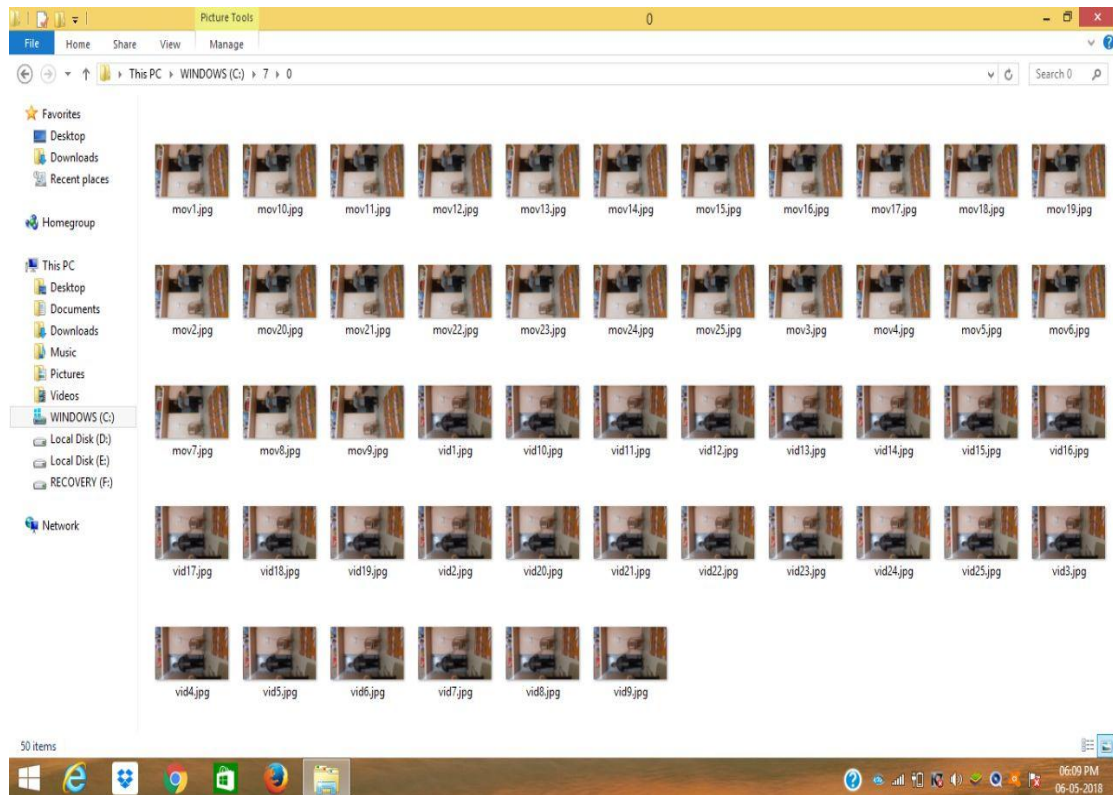 Picture Tools
0
File Home Share View Manage
This PC WINDOWS (C:) 7 0
Search 0
Favorites
Desktop
Downloads
Recent places
Homegroup
This PC
Desktop
Documents
Downloads
Music
Pictures
Videos
WINDOWS (C:)
Local Disk (D:)
Local Disk (E:)
RECOVERY (F:)
Network
mov1.jpg mov10.jpg mov11.jpg mov12.jpg mov13.jpg mov14.jpg mov15.jpg mov16.jpg mov17.jpg mov18.jpg mov19.jpg
mov2.jpg mov20.jpg mov21.jpg mov22.jpg mov23.jpg mov24.jpg mov25.jpg mov3.jpg mov4.jpg mov5.jpg mov6.jpg
mov7.jpg mov8.jpg mov9.jpg vid1.jpg vid10.jpg vid11.jpg vid12.jpg vid13.jpg vid14.jpg vid15.jpg vid16.jpg
vid17.jpg vid18.jpg vid19.jpg vid2.jpg vid20.jpg vid21.jpg vid22.jpg vid23.jpg vid24.jpg vid25.jpg vid3.jpg
vid4.jpg vid5.jpg vid6.jpg vid7.jpg vid8.jpg vid9.jpg
50 items
06:09 PM
06-05-2018